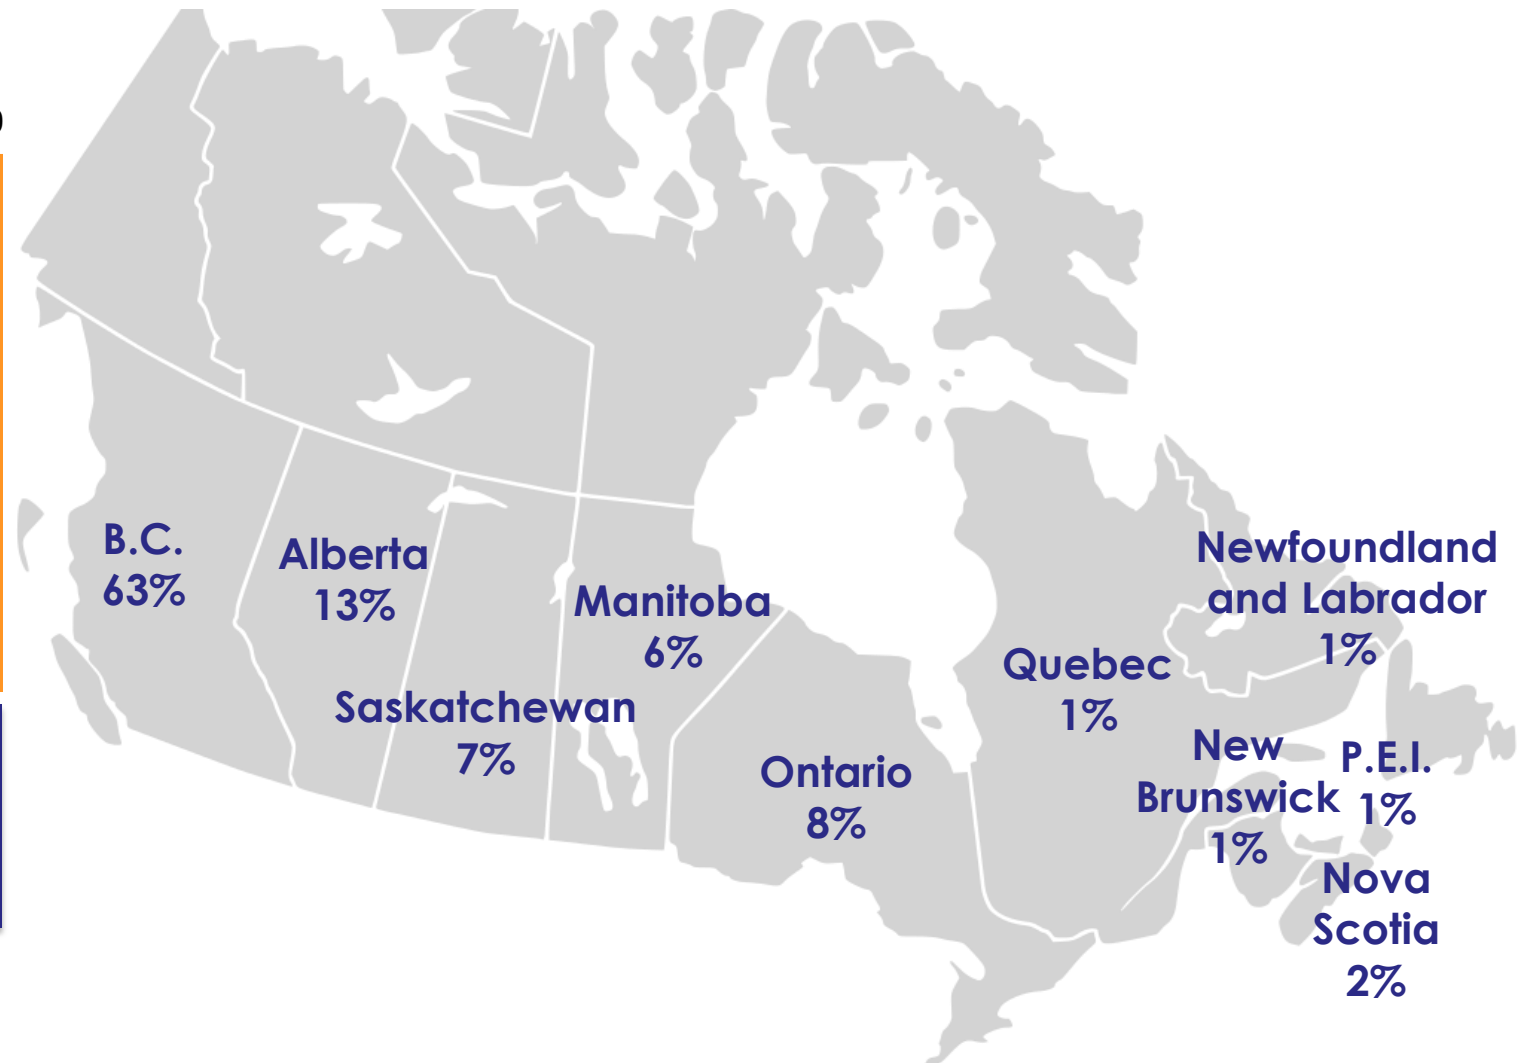 B.C.
63%
Alberta
13%
Saskatchewan
7%
Manitoba
6%
Ontario
8%
Quebec
1%
Newfoundland
and Labrador
1%
New
Brunswick
1%
P.E.I.
1%
Nova
Scotia
2%